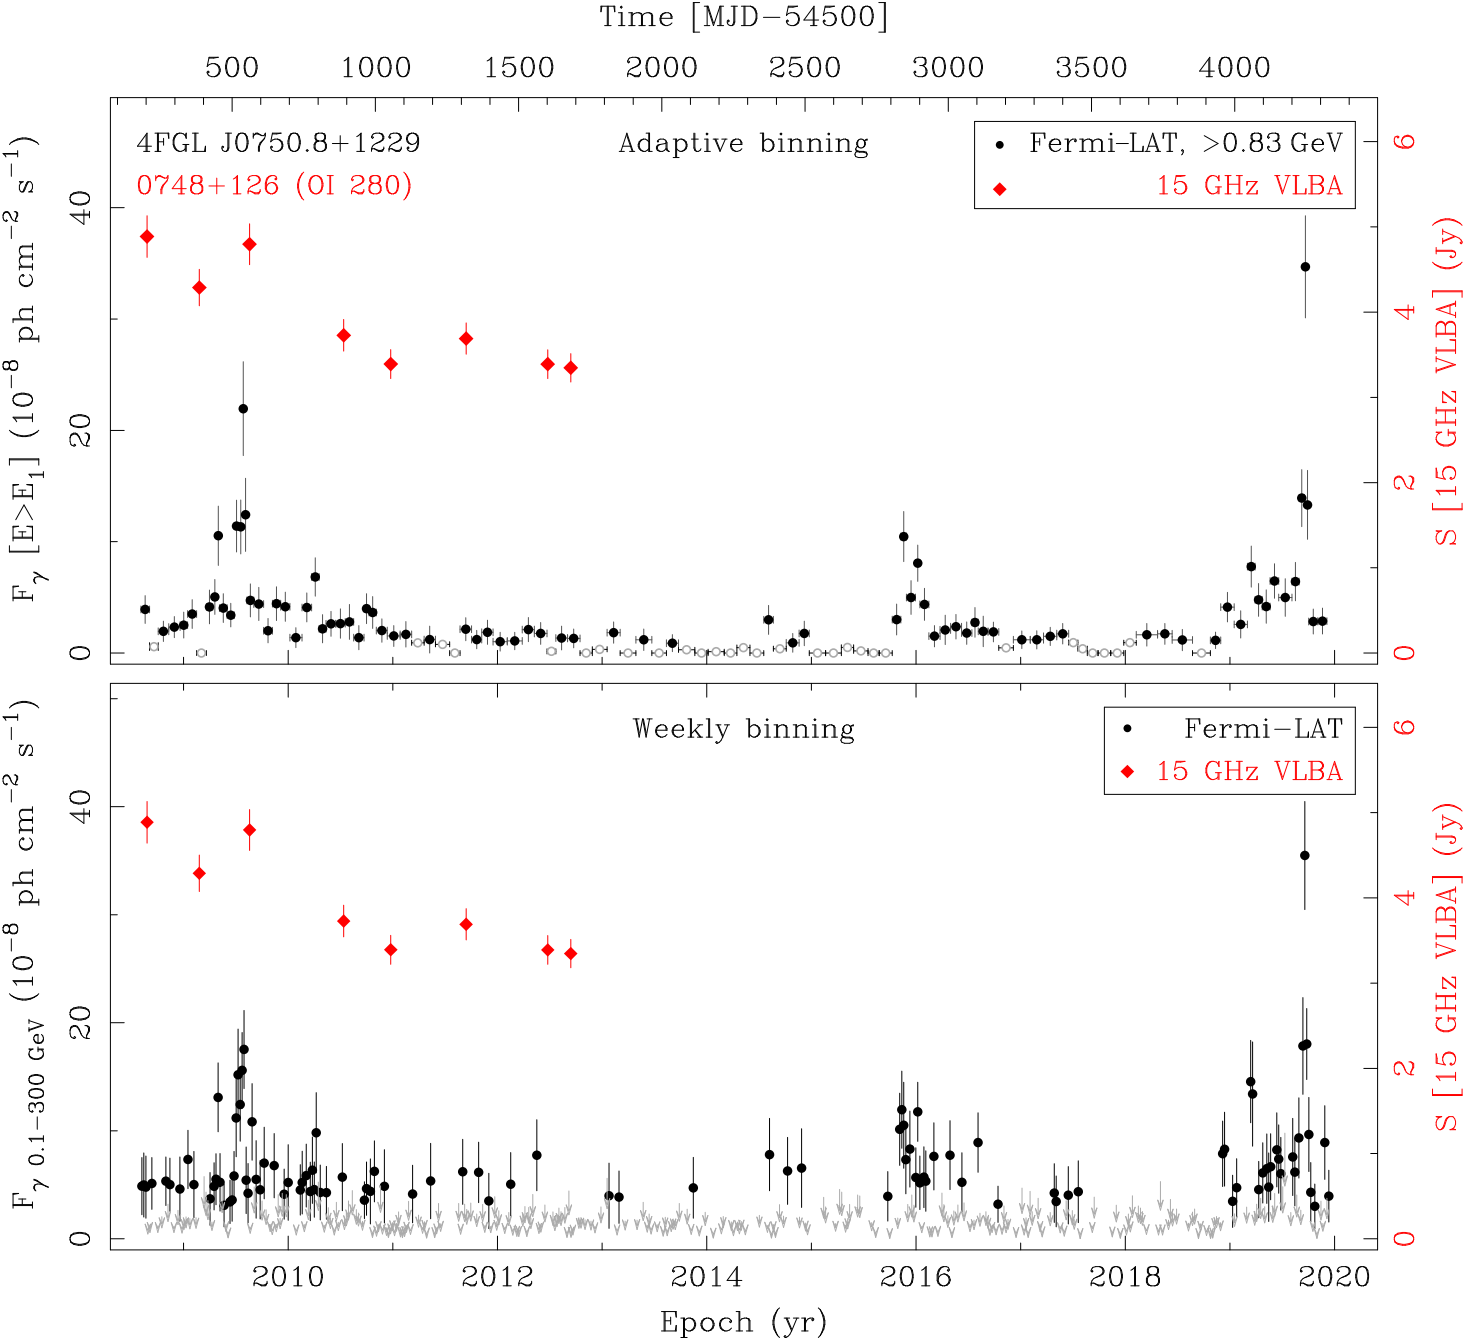 Time [MJD−54500]
500 1000 1500 2000 2500 3000 3500 4000
4FGL J0750.8+1229
0748+126 (OI 280)
Adaptive binning
Fermi−LAT, >0.83 GeV
15 GHz VLBA
F_γ [E>E_1] (10^−8 ph cm^−2 s^−1)
40
20
0
S [15 GHz VLBA] (Jy)
6
4
2
0
Weekly binning
Fermi−LAT
15 GHz VLBA
F_γ 0.1−300 GeV (10^−8 ph cm^−2 s^−1)
40
20
0
S [15 GHz VLBA] (Jy)
6
4
2
0
2010 2012 2014 2016 2018 2020
Epoch (yr)